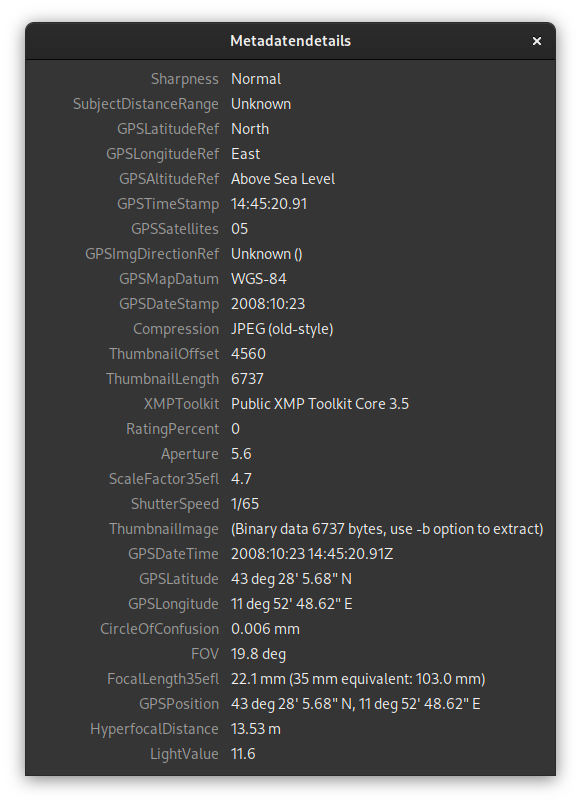 Metadatendetails
Sharpness Normal
SubjectDistanceRange Unknown
GPSLatitudeRef North
GPSLongitudeRef East
GPSAltitudeRef Above Sea Level
GPSTimeStamp 14:45:20.91
GPSSatellites 05
GPSImgDirectionRef Unknown ()
GPSMapDatum WGS-84
GPSDateStamp 2008:10:23
Compression JPEG (old-style)
ThumbnailOffset 4560
ThumbnailLength 6737
XMPToolkit Public XMP Toolkit Core 3.5
RatingPercent 0
Aperture 5.6
ScaleFactor35efl 4.7
ShutterSpeed 1/65
ThumbnailImage (Binary data 6737 bytes, use -b option to extract)
GPSDateTime 2008:10:23 14:45:20.91Z
GPSLatitude 43 deg 28' 5.68" N
GPSLongitude 11 deg 52' 48.62" E
CircleOfConfusion 0.006 mm
FOV 19.8 deg
FocalLength35efl 22.1 mm (35 mm equivalent: 103.0 mm)
GPSPosition 43 deg 28' 5.68" N, 11 deg 52' 48.62" E
HyperfocalDistance 13.53 m
LightValue 11.6